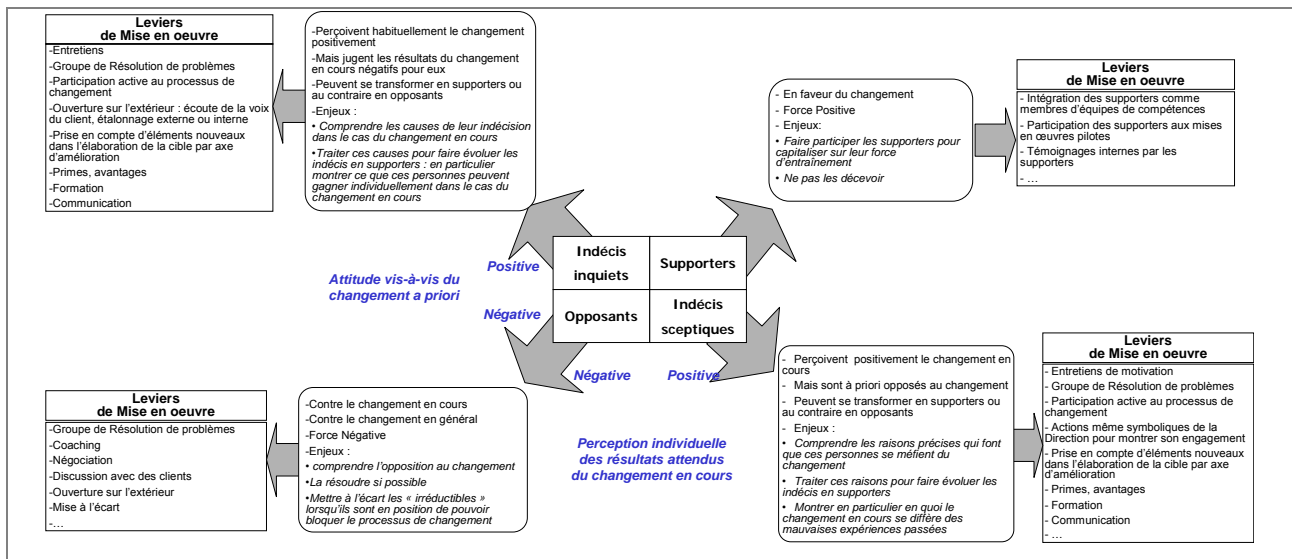 Leviers
de Mise en oeuvre
-Entretiens
-Groupe de Résolution de problèmes
-Participation active au processus de
changement
-Ouverture sur l'extérieur : écoute de la voix
du client, étalonnage externe ou interne
-Prise en compte d'éléments nouveaux
dans l'élaboration de la cible par axe
d'amélioration
-Primes, avantages
-Formation
-Communication
-Perçoivent habituellement le changement
positivement
-Mais jugent les résultats du changement
en cours négatifs pour eux
-Peuvent se transformer en supporters ou
au contraire en opposants
-Enjeux :
• Comprendre les causes de leur indécision
dans le cas du changement en cours
•Traiter ces causes pour faire évoluer les
indécis en supporters : en particulier
montrer ce que ces personnes peuvent
gagner individuellement dans le cas du
changement en cours
- En faveur du changement
- Force Positive
- Enjeux:
• Faire participer les supporters pour
capitaliser sur leur force
d'entraînement
• Ne pas les décevoir
Leviers
de Mise en oeuvre
- Intégration des supporters comme
membres d'équipes de compétences
- Participation des supporters aux mises
en œuvres pilotes
- Témoignages internes par les
supporters
- ...
Attitude vis-à-vis du
changement a priori
Positive
Négative
Indécis
inquiets
Supporters
Opposants
Indécis
sceptiques
Négative
Positive
Perception individuelle
des résultats attendus
du changement en cours
Leviers
de Mise en oeuvre
-Groupe de Résolution de problèmes
-Coaching
-Négociation
-Discussion avec des clients
-Ouverture sur l'extérieur
-Mise à l'écart
-...
-Contre le changement en cours
-Contre le changement en général
-Force Négative
-Enjeu :
• comprendre l'opposition au changement
•La résoudre si possible
•Mettre à l'écart les « irréductibles »
lorsqu'ils sont en position de pouvoir
bloquer le processus de changement
- Perçoivent positivement le changement en
cours
- Mais sont à priori opposés au changement
- Peuvent se transformer en supporters ou
au contraire en opposants
- Enjeu :
• Comprendre les raisons précises qui font
que ces personnes se méfient du
changement
• Traiter ces raisons pour faire évoluer les
indécis en supporters
• Montrer en particulier en quoi le
changement en cours se diffère des
mauvaises expériences passées
Leviers
de Mise en oeuvre
- Entretiens de motivation
- Groupe de Résolution de problèmes
- Participation active au processus de
changement
- Actions même symboliques de la
Direction pour montrer son engagement
- Prise en compte d'éléments nouveaux
dans l'élaboration de la cible par axe
d'amélioration
- Primes, avantages
- Formation
- Communication
- ...